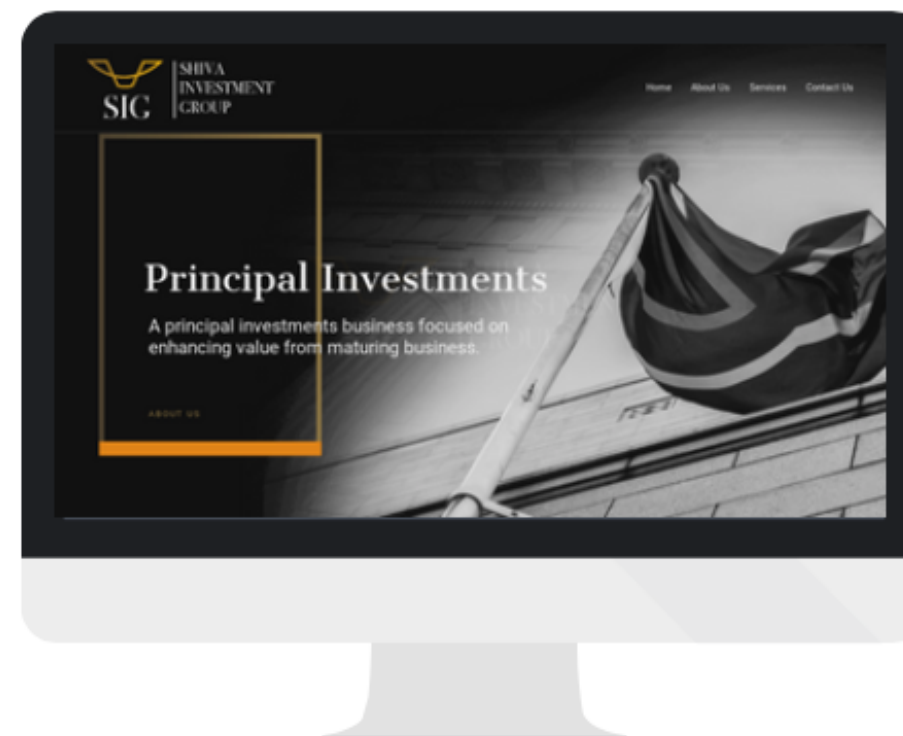 SIG
SHIVA
INVESTMENT
GROUP
Home About Us Services Contact Us
Principal Investments
A principal investments business focused on
enhancing value from maturing business.
ABOUT US